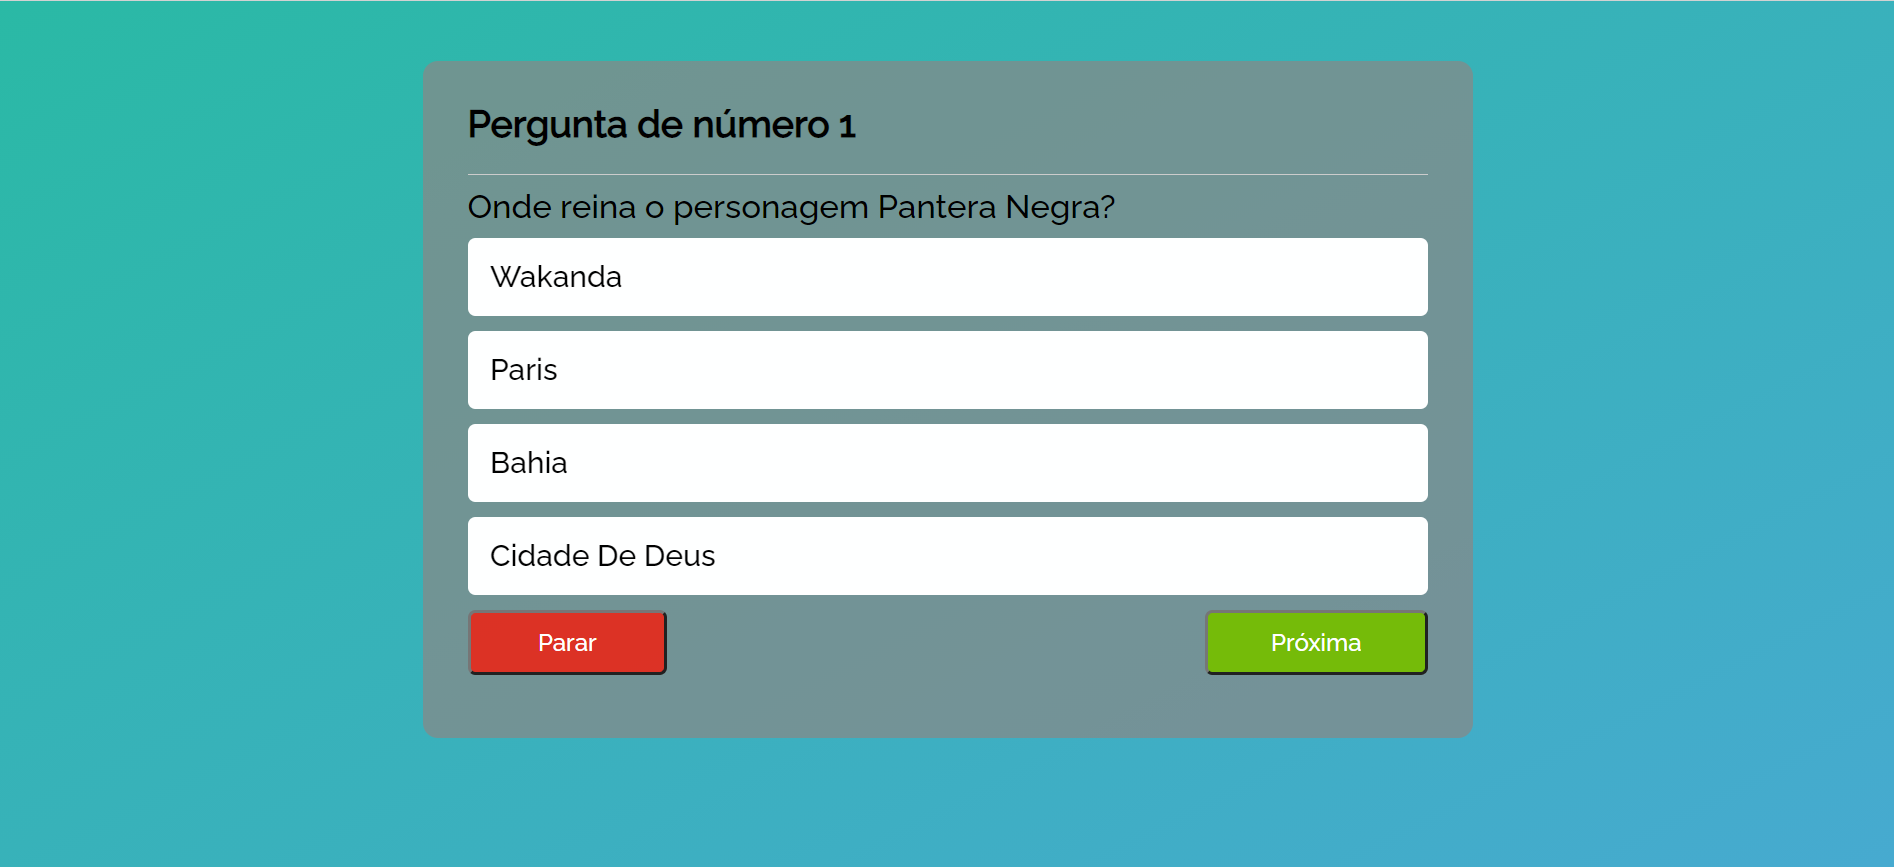 Pergunta de número 1
Onde reina o personagem Pantera Negra?
Wakanda
Paris
Bahia
Cidade De Deus
Parar
Próxima